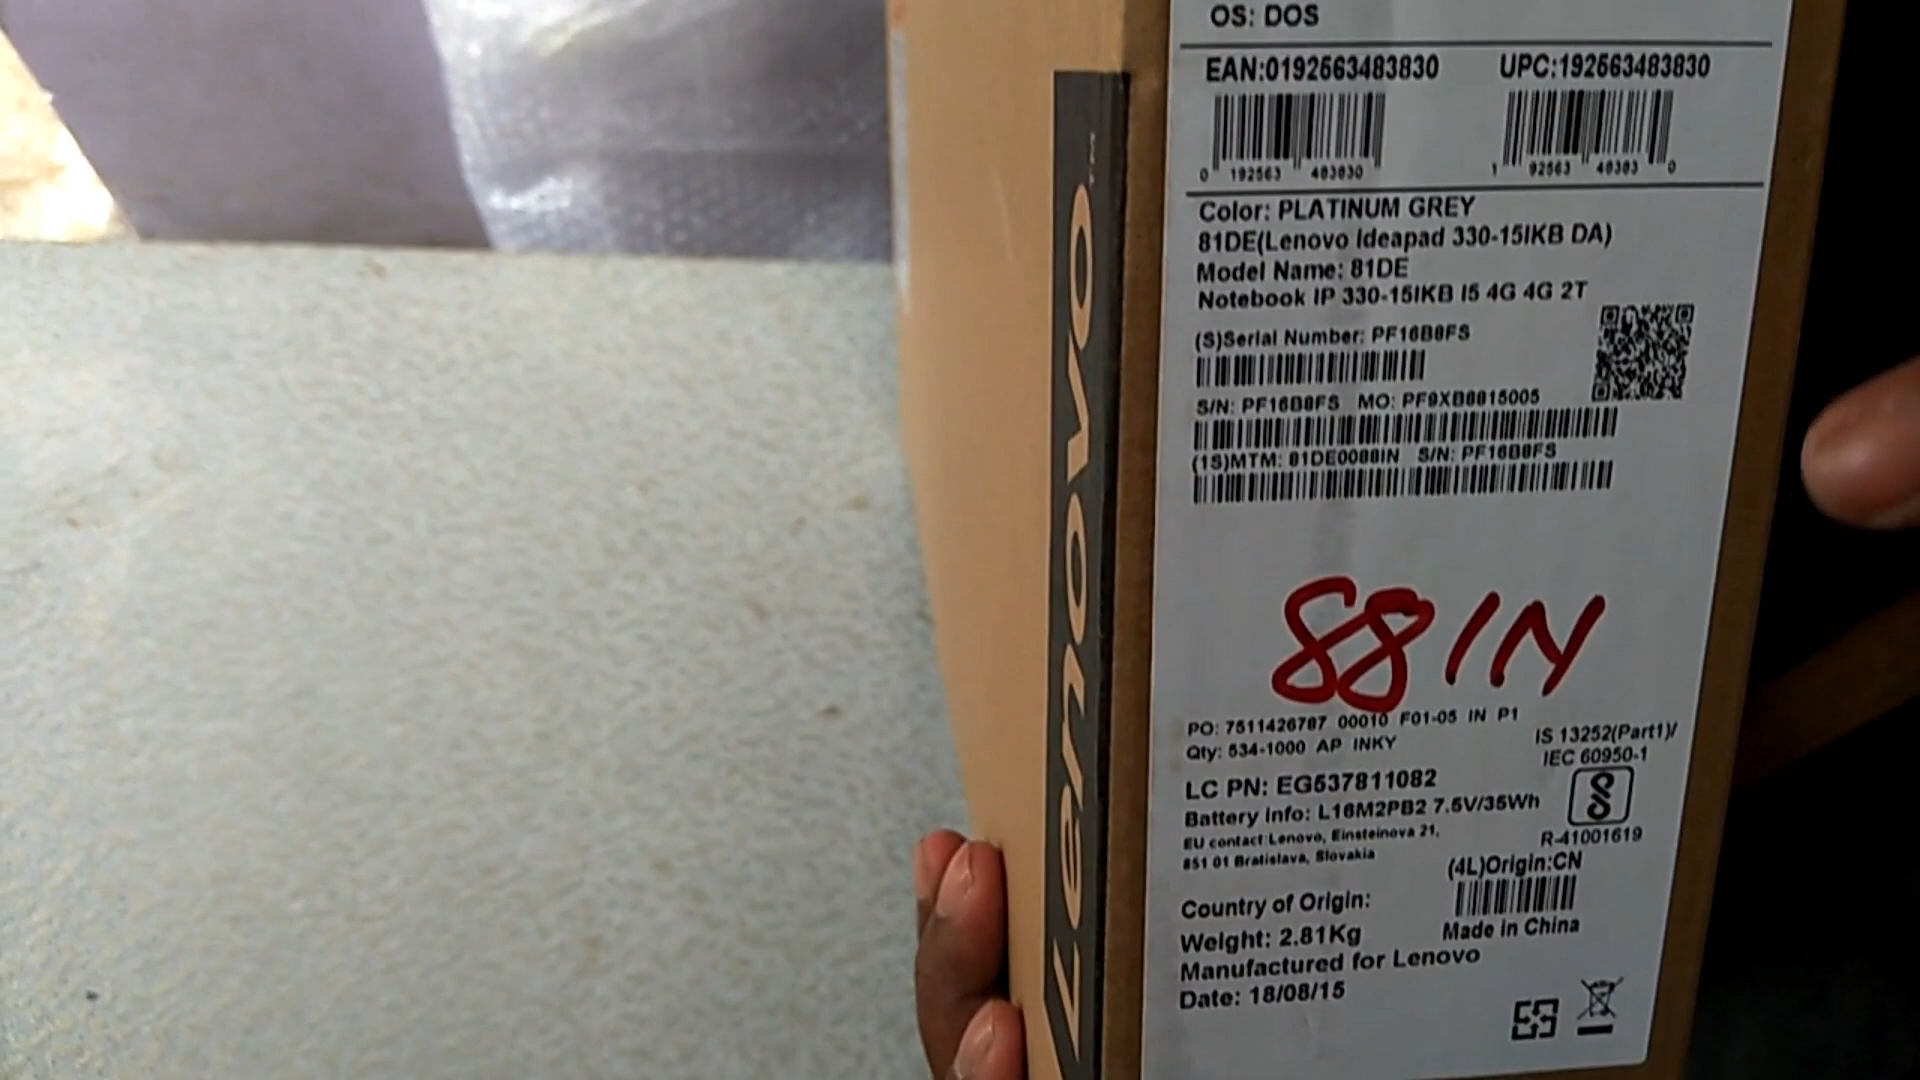 OS: DOS
EAN:0192563483830 UPC:192563483830
0 192563 483830 1 92563 48383 0
Color: PLATINUM GREY
81DE(Lenovo Ideapad 330-15IKB DA)
Model Name: 81DE
Notebook IP 330-15IKB I5 4G 4G 2T
(S)Serial Number: PF16B8FS
S/N: PF16B8FS MO: PF9XB8815005
(1S)MTM: 81DE0088IN S/N: PF16B8FS
88IN
PO: 7511426787 00010 F01-05 IN P1
Qty: 534-1000 AP INKY
IS 13252(Part1)/
IEC 60950-1
LC PN: EG537811082
Battery info: L16M2PB2 7.5V/35Wh
R-41001619
EU contact:Lenovo, Einsteinova 21,
851 01 Bratislava, Slovakia
(4L)Origin:CN
Country of Origin:
Made in China
Weight: 2.81Kg
Manufactured for Lenovo
Date: 18/08/15
Lenovo™